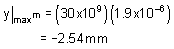 y|max m = (30x10⁹)(1.9x10⁻⁶)
= −2.54 mm